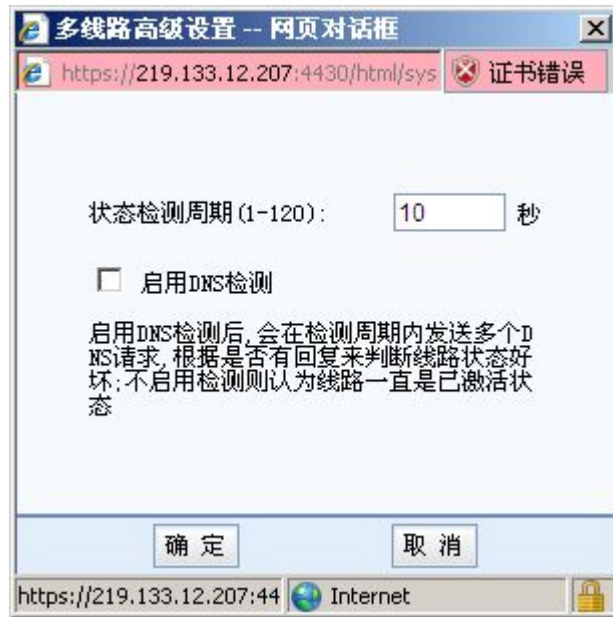 多线路高级设置 -- 网页对话框
https://219.133.12.207:4430/html/sys 证书错误
状态检测周期(1-120): 10 秒
启用DNS检测
启用DNS检测后,会在检测周期内发送多个D
NS请求,根据是否有回复来判断线路状态好
坏;不启用检测则认为线路一直是已激活状
态
确 定 取 消
https://219.133.12.207:44 Internet